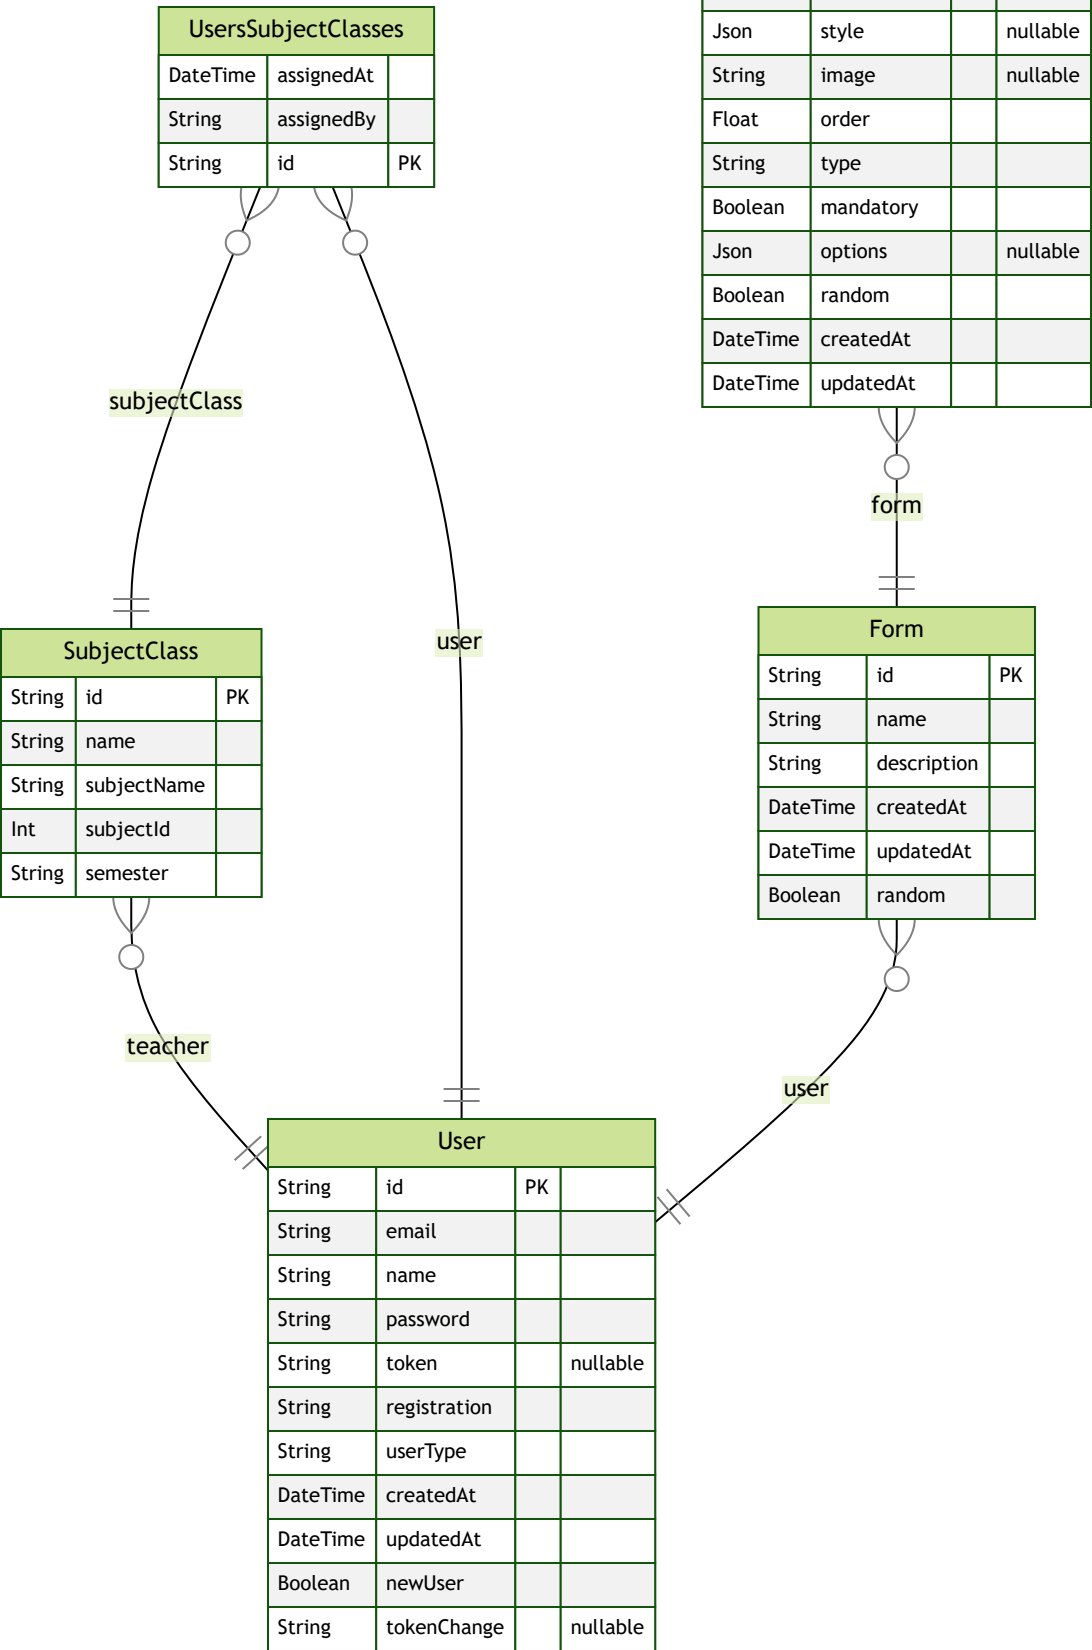 UsersSubjectClasses
DateTime assignedAt
String assignedBy
String id PK
Json style nullable
String image nullable
Float order
String type
Boolean mandatory
Json options nullable
Boolean random
DateTime createdAt
DateTime updatedAt
subjectClass
user
form
SubjectClass
String id PK
String name
String subjectName
Int subjectId
String semester
Form
String id PK
String name
String description
DateTime createdAt
DateTime updatedAt
Boolean random
teacher
user
User
String id PK
String email
String name
String password
String token nullable
String registration
String userType
DateTime createdAt
DateTime updatedAt
Boolean newUser
String tokenChange nullable